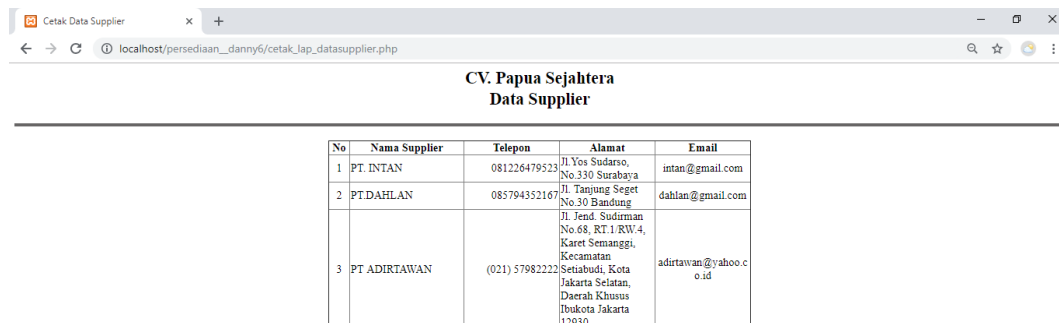 Cetak Data Supplier
localhost/persediaan__danny6/cetak_lap_datasupplier.php
CV. Papua Sejahtera
Data Supplier
No Nama Supplier Telepon Alamat Email
1 PT. INTAN 081226479523 Jl.Yos Sudarso, No.330 Surabaya intan@gmail.com
2 PT.DAHLAN 085794352167 Jl. Tanjung Seget No.30 Bandung dahlan@gmail.com
3 PT ADIRTAWAN (021) 57982222 Jl. Jend. Sudirman No.68, RT.1/RW.4, Karet Semanggi, Kecamatan Setiabudi, Kota Jakarta Selatan, Daerah Khusus Ibukota Jakarta 12930 adirtawan@yahoo.co.id